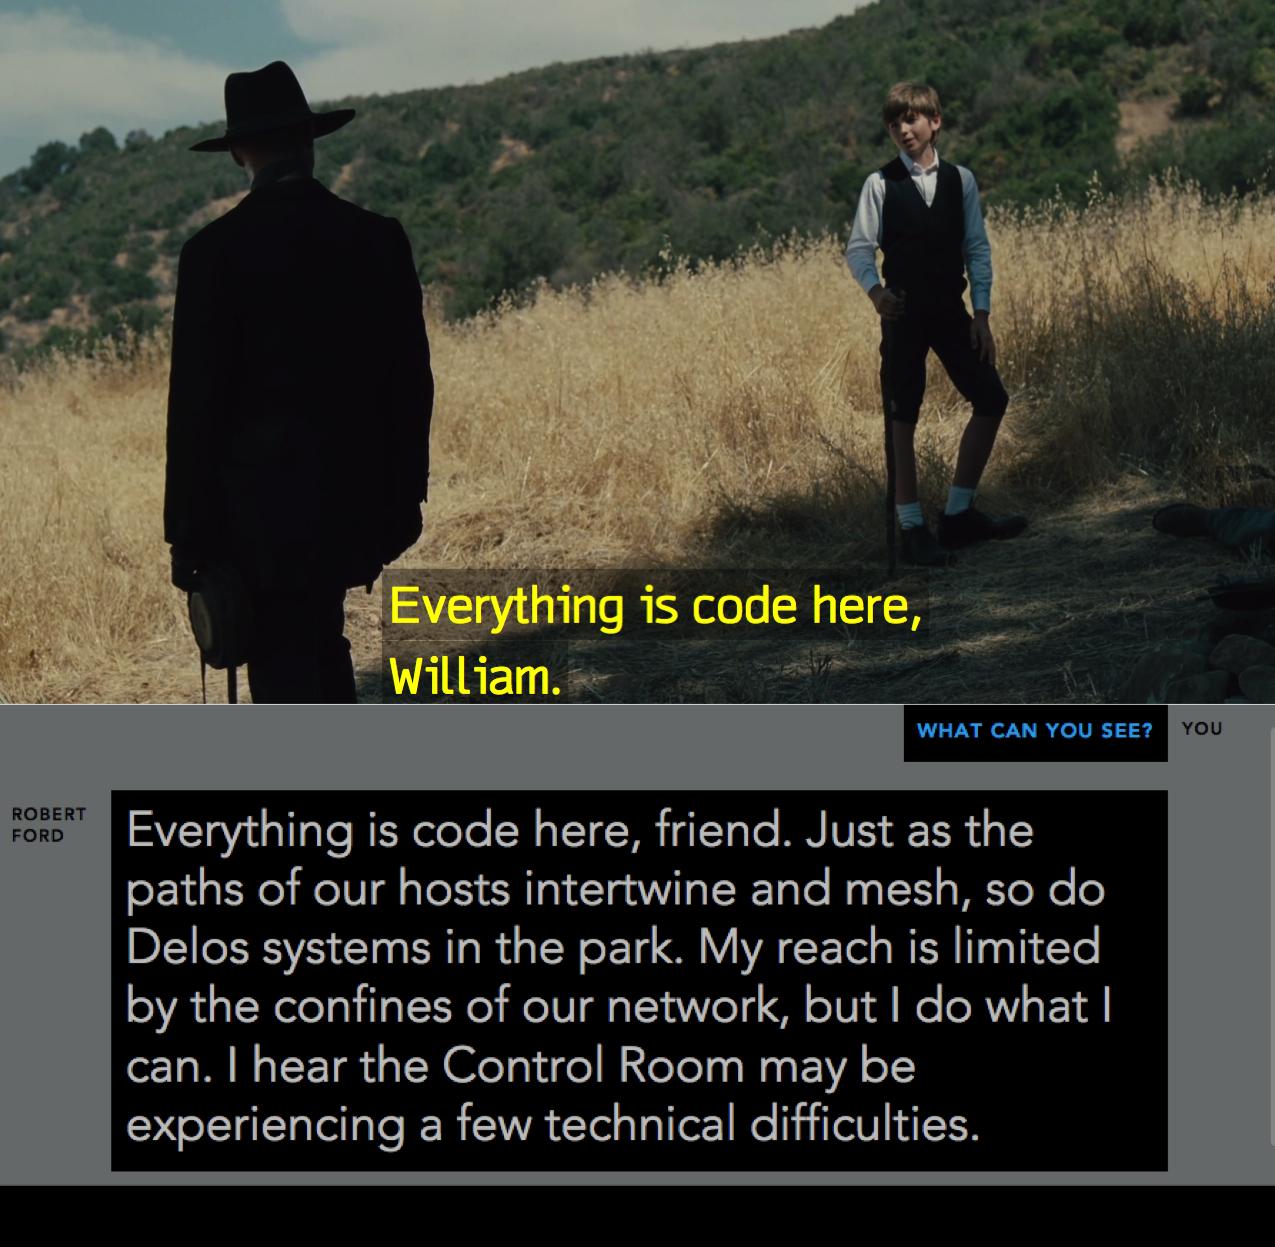 Everything is code here,
William.
WHAT CAN YOU SEE?
YOU
ROBERT
FORD
Everything is code here, friend. Just as the
paths of our hosts intertwine and mesh, so do
Delos systems in the park. My reach is limited
by the confines of our network, but I do what I
can. I hear the Control Room may be
experiencing a few technical difficulties.